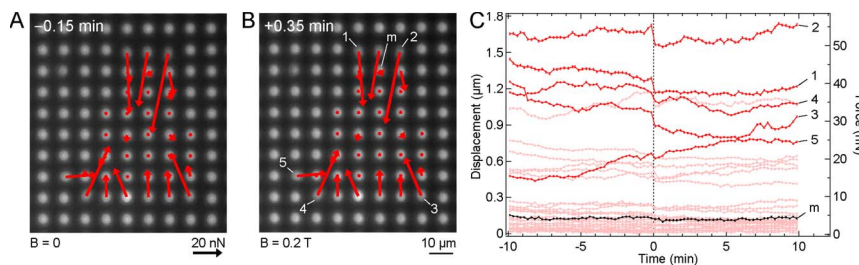 A
−0.15 min
B = 0
20 nN
B
+0.35 min
1
m
2
5
4
3
B = 0.2 T
10 μm
C
Displacement (μm)
1.8
1.5
1.2
0.9
0.6
0.3
0
-10
-5
0
5
10
Time (min)
2
1
4
3
5
m
50
40
30
20
10
0
Force (nN)